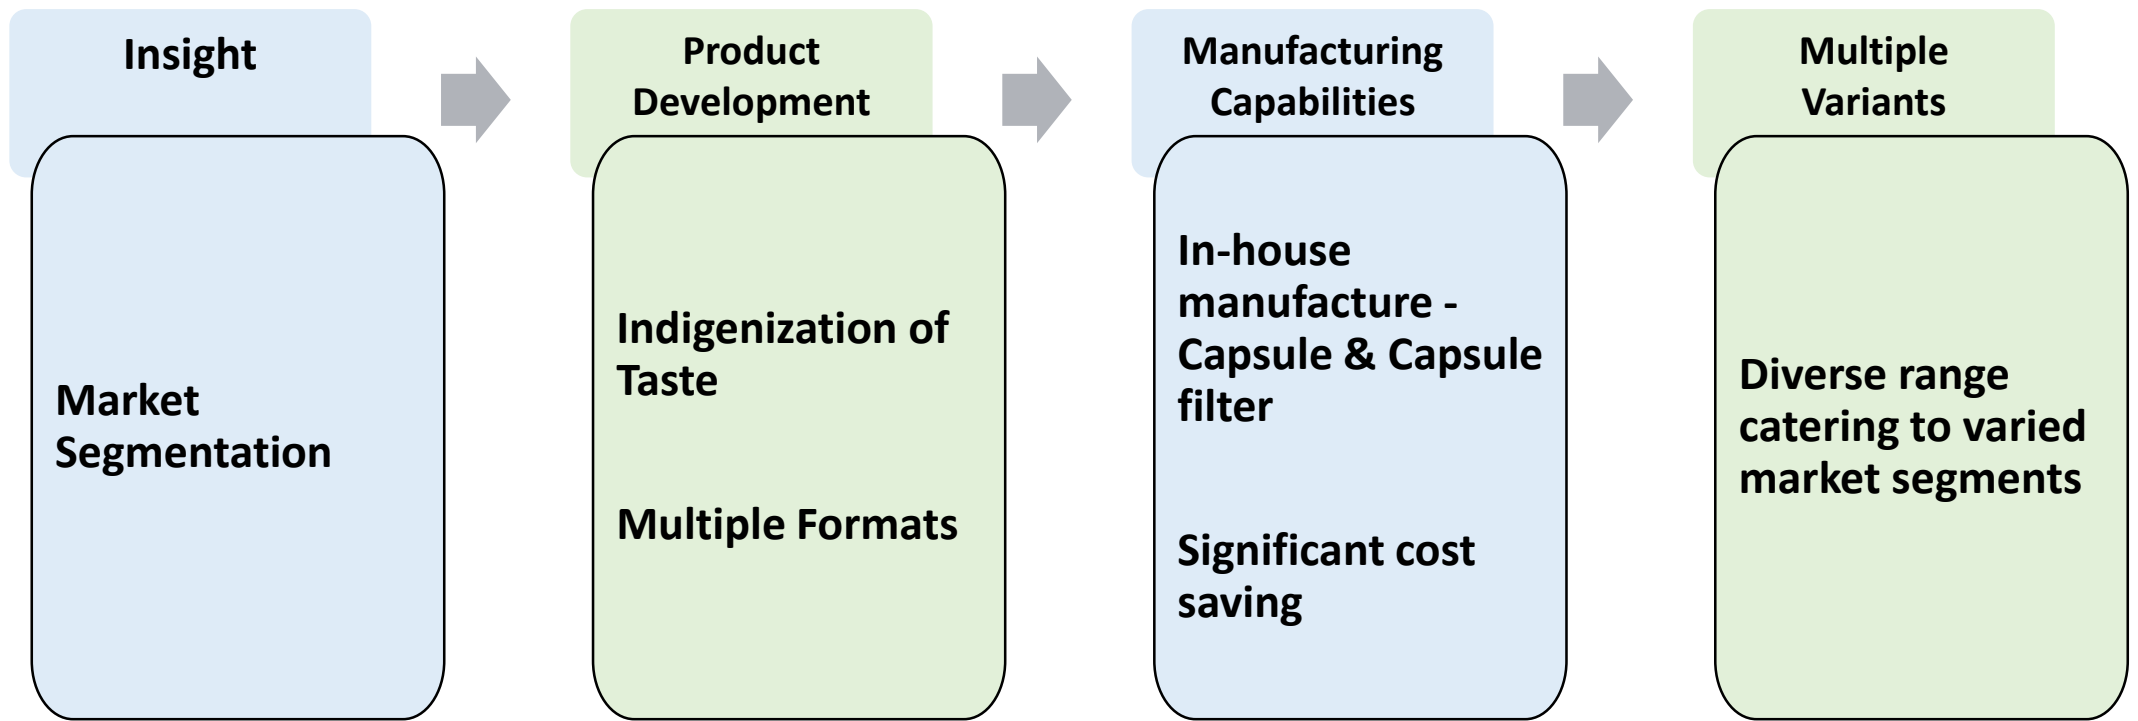 Insight
Market
Segmentation
Product
Development
Indigenization of
Taste
Multiple Formats
Manufacturing
Capabilities
In-house
manufacture -
Capsule & Capsule
filter
Significant cost
saving
Multiple
Variants
Diverse range
catering to varied
market segments